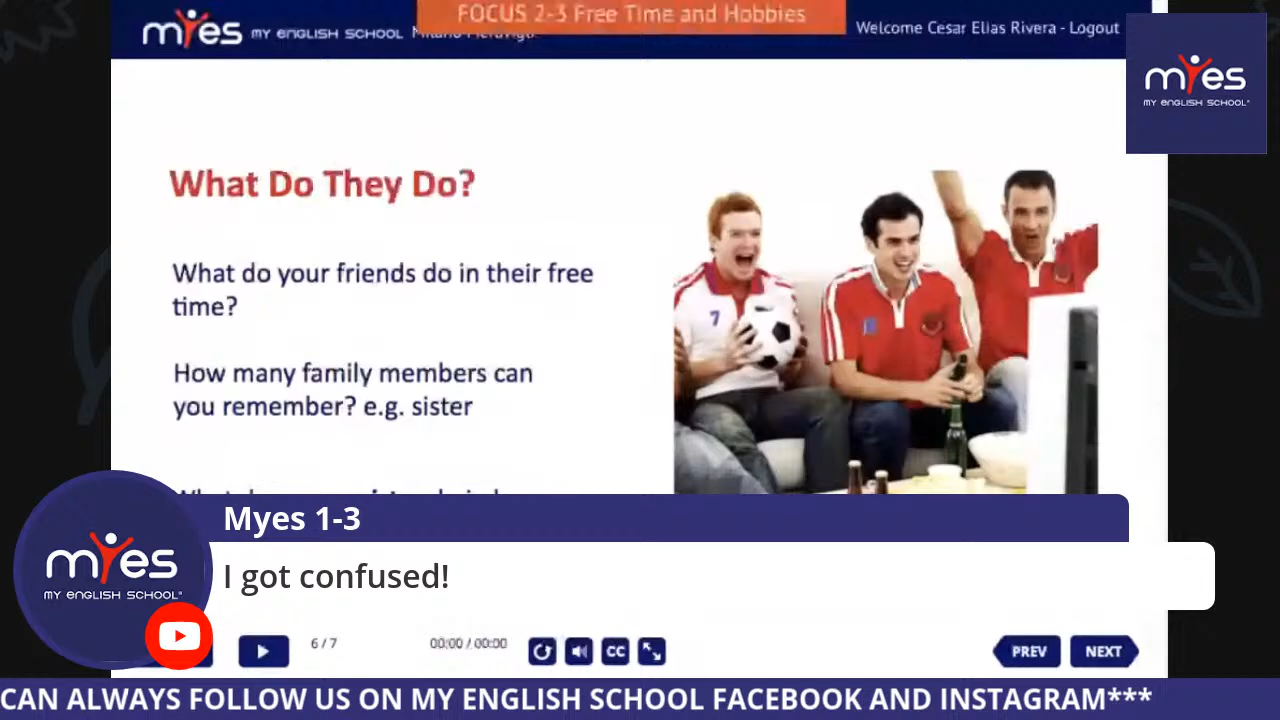 FOCUS 2-3 Free Time and Hobbies
myes MY ENGLISH SCHOOL
Welcome Cesar Elias Rivera - Logout
myes
MY ENGLISH SCHOOL
What Do They Do?
What do your friends do in their free
time?
7
How many family members can
you remember? e.g. sister
Myes 1-3
I got confused!
myes
MY ENGLISH SCHOOL
6 / 7
00:00 / 00:00
CC
PREV
NEXT
CAN ALWAYS FOLLOW US ON MY ENGLISH SCHOOL FACEBOOK AND INSTAGRAM***